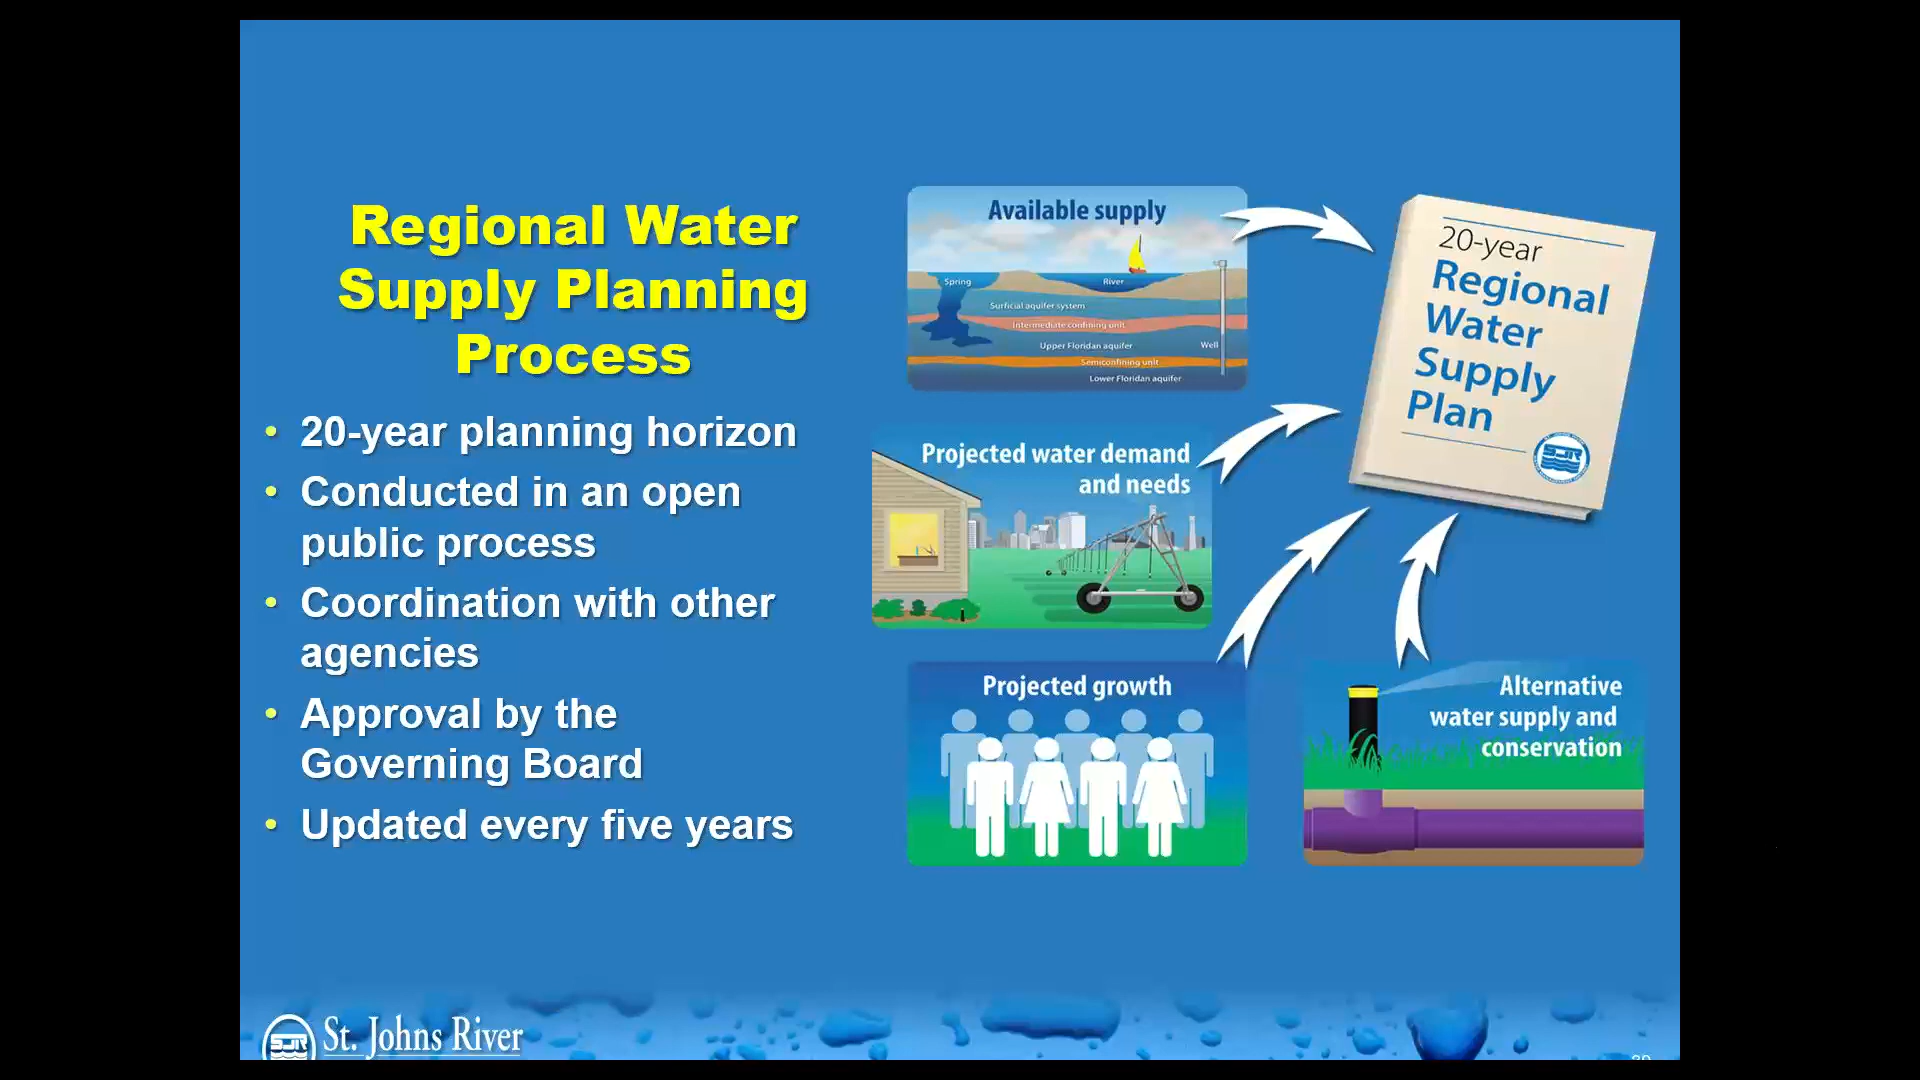 Regional Water
Supply Planning
Process
• 20-year planning horizon
• Conducted in an open
public process
• Coordination with other
agencies
• Approval by the
Governing Board
• Updated every five years
Available supply
Spring
River
Surficial aquifer system
Intermediate confining unit
Upper Floridan aquifer
Well
Semiconfining unit
Lower Floridan aquifer
Projected water demand
and needs
Projected growth
Alternative
water supply and
conservation
20-year
Regional
Water
Supply
Plan
SJR
SJR
St. Johns River